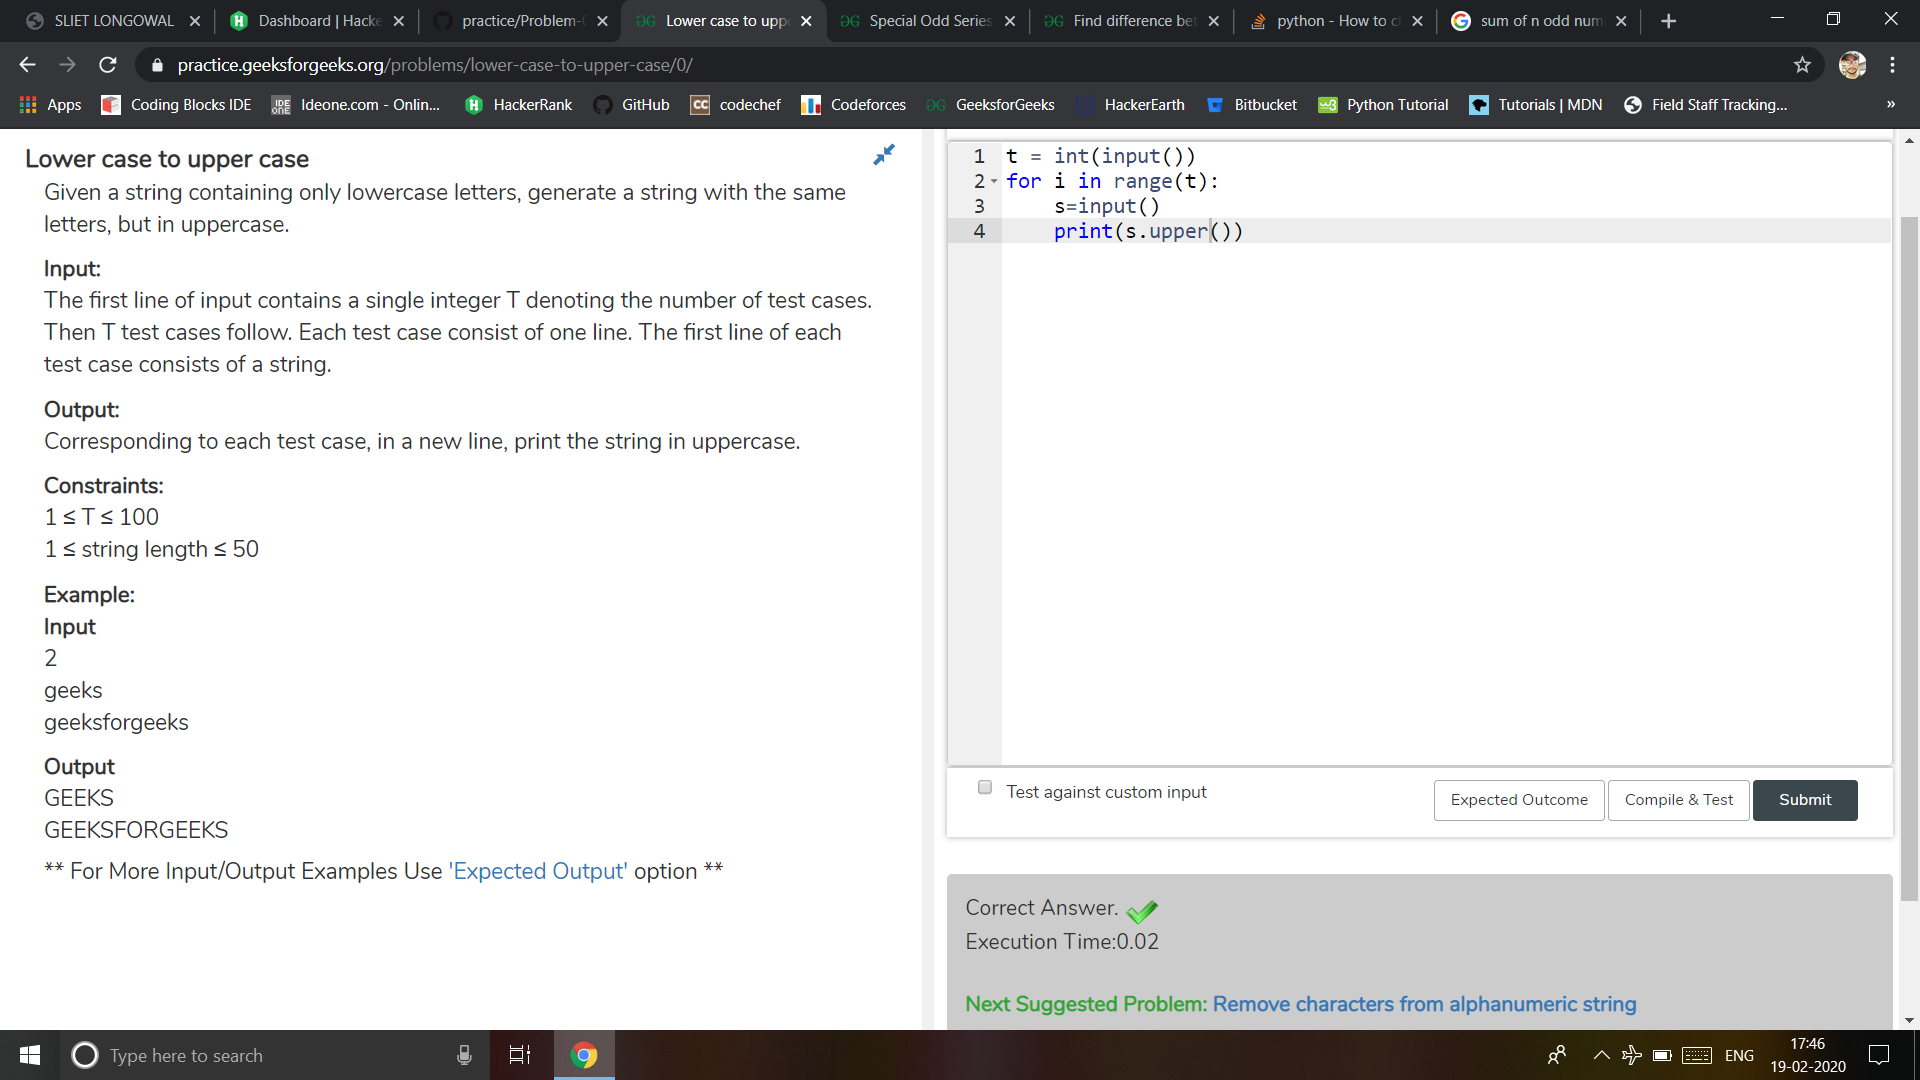 SLIET LONGOWAL
Dashboard | Hacke
practice/Problem-
Lower case to upp
Special Odd Series
Find difference be
python - How to c
sum of n odd num
practice.geeksforgeeks.org/problems/lower-case-to-upper-case/0/
Apps
Coding Blocks IDE
Ideone.com - Onlin...
HackerRank
GitHub
codechef
Codeforces
GeeksforGeeks
HackerEarth
Bitbucket
Python Tutorial
Tutorials | MDN
Field Staff Tracking...
»
Lower case to upper case
Given a string containing only lowercase letters, generate a string with the same
letters, but in uppercase.
Input:
The first line of input contains a single integer T denoting the number of test cases.
Then T test cases follow. Each test case consist of one line. The first line of each
test case consists of a string.
Output:
Corresponding to each test case, in a new line, print the string in uppercase.
Constraints:
1 ≤ T ≤ 100
1 ≤ string length ≤ 50
Example:
Input
2
geeks
geeksforgeeks
Output
GEEKS
GEEKSFORGEEKS
** For More Input/Output Examples Use 'Expected Output' option **
1 t = int(input())
2 for i in range(t):
3     s=input()
4     print(s.upper())
Test against custom input
Expected Outcome
Compile & Test
Submit
Correct Answer.
Execution Time:0.02
Next Suggested Problem: Remove characters from alphanumeric string
Type here to search
ENG
17:46
19-02-2020